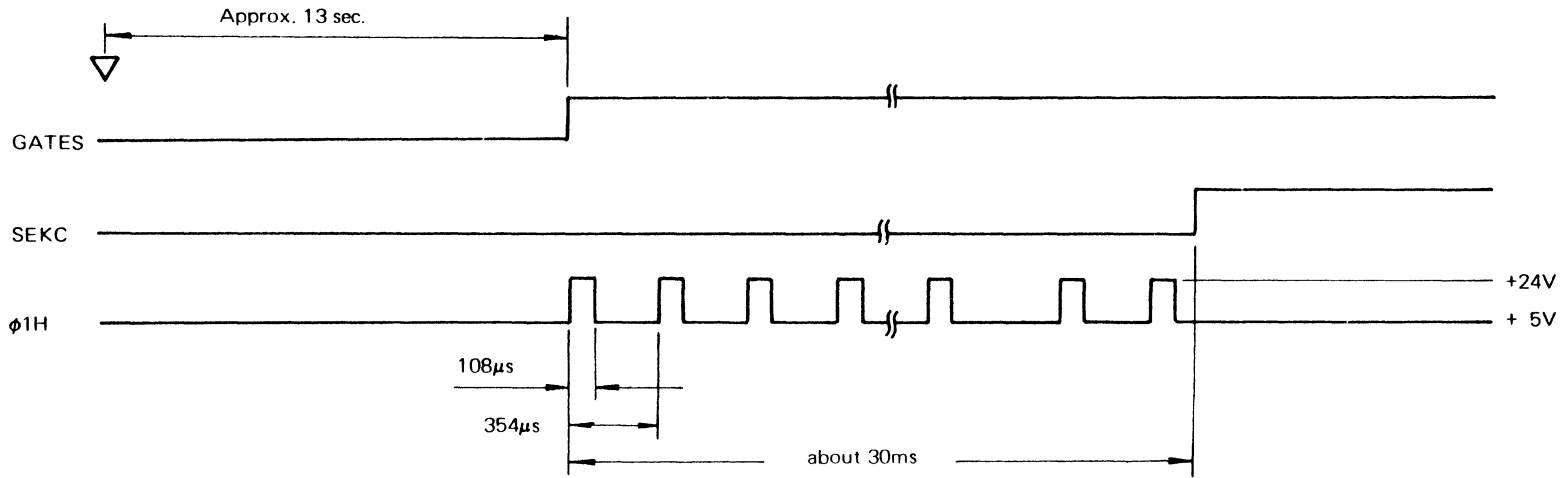 Approx. 13 sec.
GATES
SEKC
+24V
ϕ1H
+ 5V
108μs
354μs
about 30ms